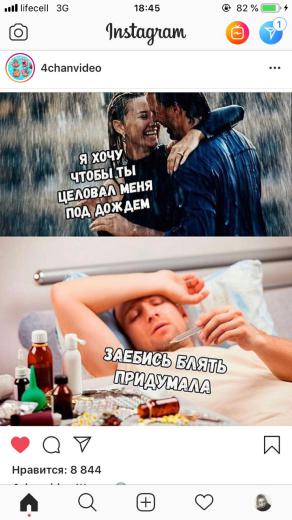 lifecell 3G 18:45 82 %
Instagram 1
4chanvideo
Я ХОЧУ
ЧТОБЫ ТЫ
ЦЕЛОВАЛ МЕНЯ
ПОД ДОЖДЕМ
ЗАЕБИСЬ БЛЯТЬ
ПРИДУМАЛА
Нравится: 8 844